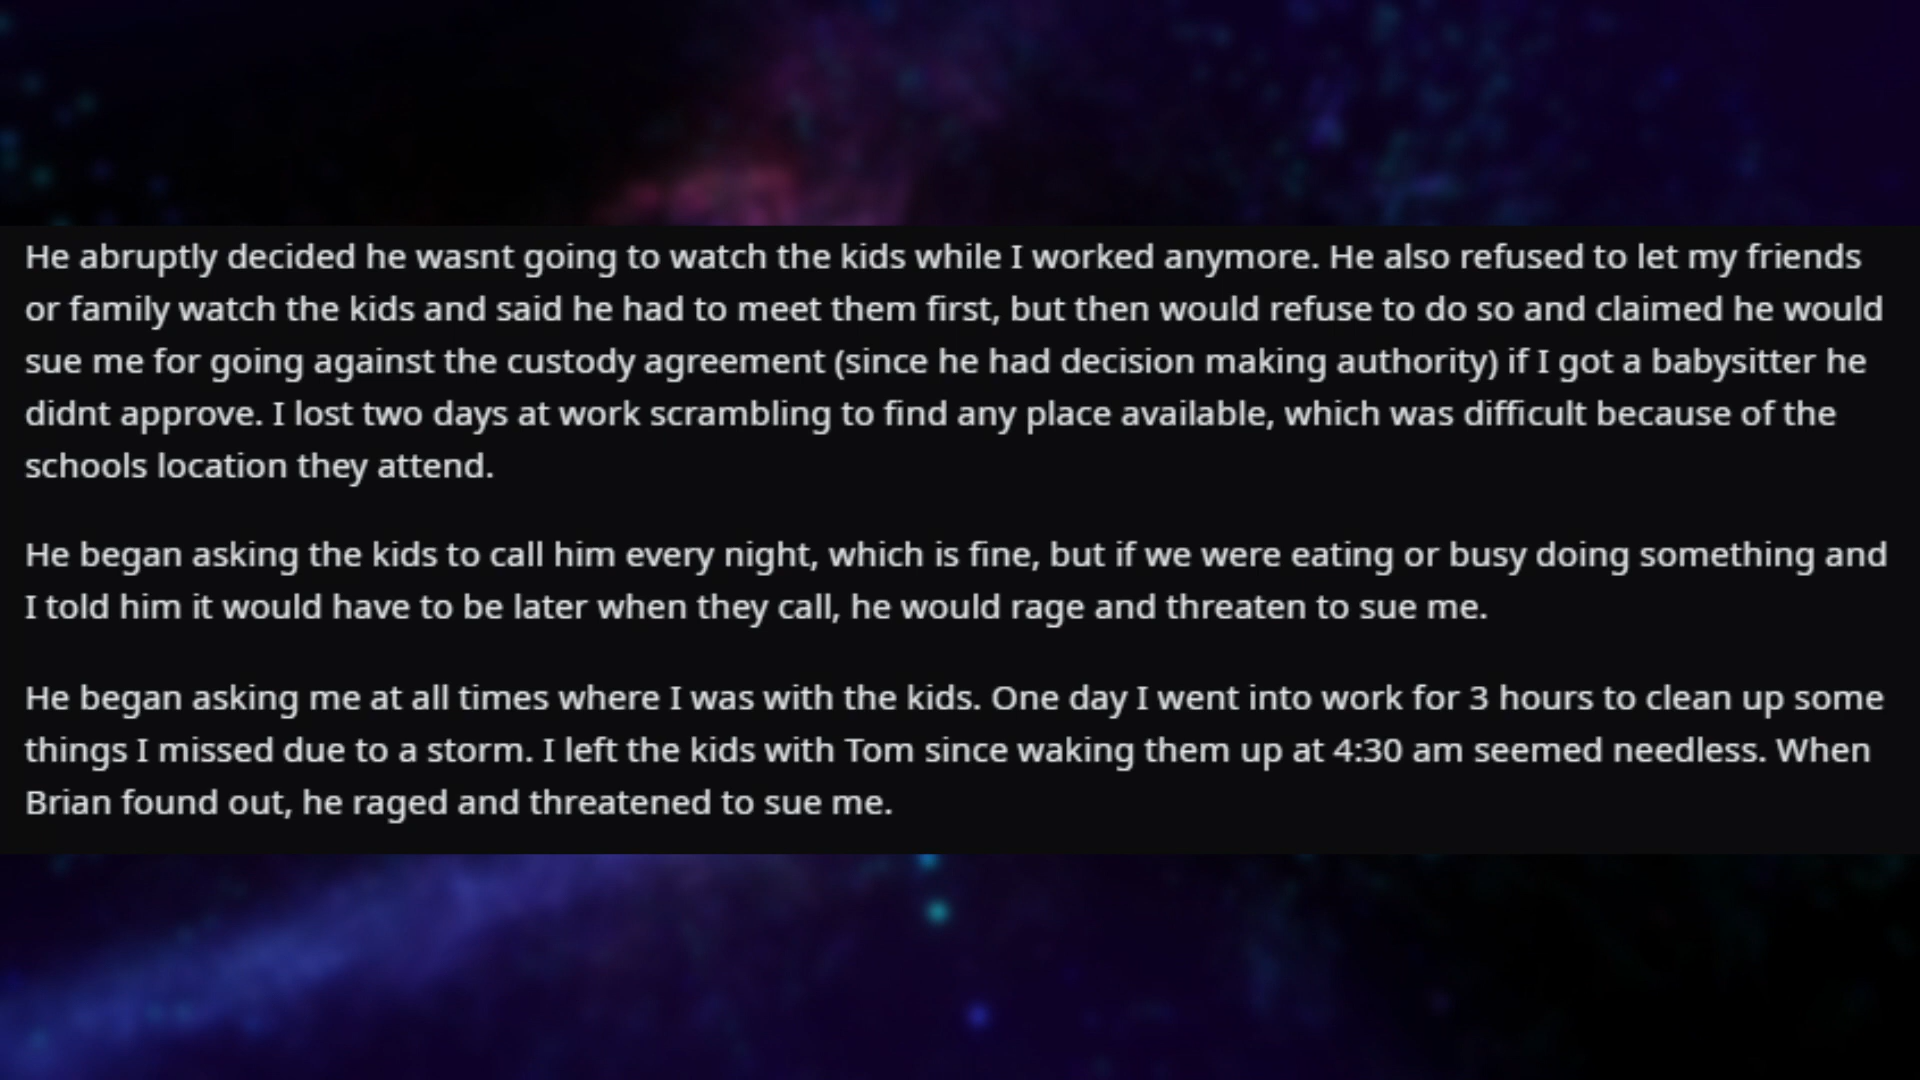 He abruptly decided he wasnt going to watch the kids while I worked anymore. He also refused to let my friends
or family watch the kids and said he had to meet them first, but then would refuse to do so and claimed he would
sue me for going against the custody agreement (since he had decision making authority) if I got a babysitter he
didnt approve. I lost two days at work scrambling to find any place available, which was difficult because of the
schools location they attend.
He began asking the kids to call him every night, which is fine, but if we were eating or busy doing something and
I told him it would have to be later when they call, he would rage and threaten to sue me.
He began asking me at all times where I was with the kids. One day I went into work for 3 hours to clean up some
things I missed due to a storm. I left the kids with Tom since waking them up at 4:30 am seemed needless. When
Brian found out, he raged and threatened to sue me.